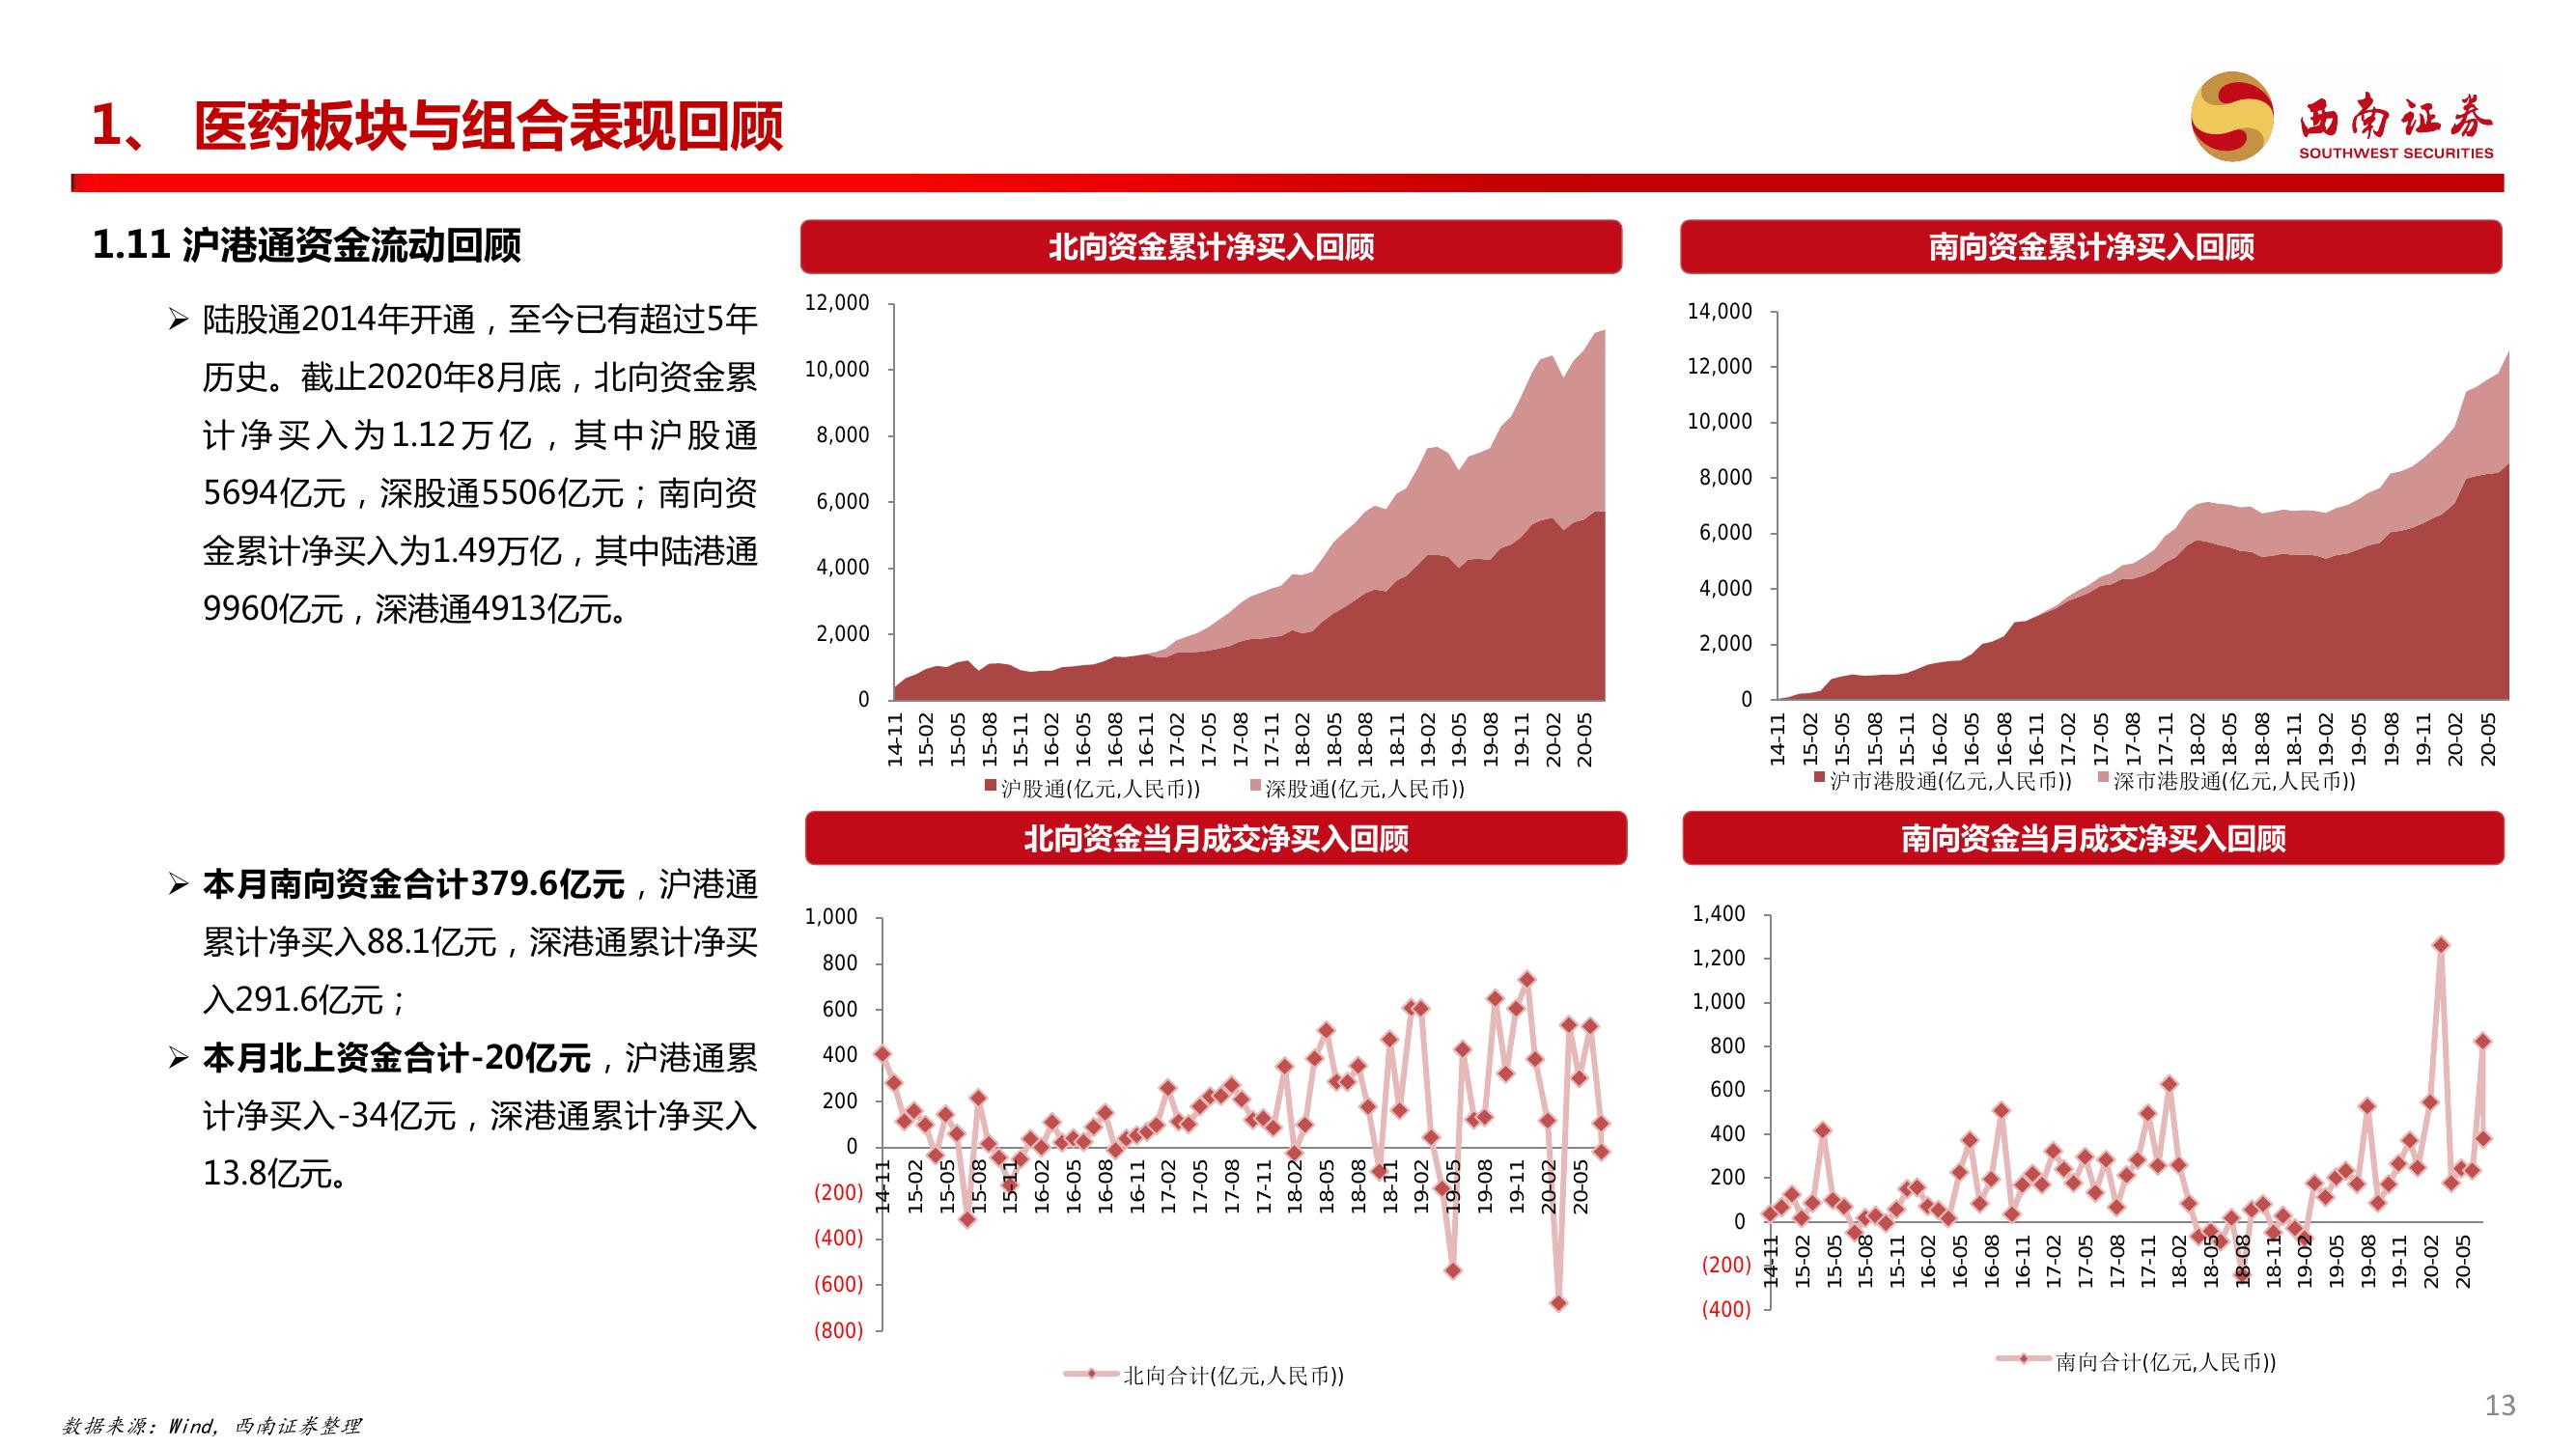 1、 医药板块与组合表现回顾
西南证券
SOUTHWEST SECURITIES
1.11 沪港通资金流动回顾
➢ 陆股通2014年开通，至今已有超过5年
历史。截止2020年8月底，北向资金累
计净买入为1.12万亿，其中沪股通
5694亿元，深股通5506亿元；南向资
金累计净买入为1.49万亿，其中陆港通
9960亿元，深港通4913亿元。
➢ 本月南向资金合计379.6亿元，沪港通
累计净买入88.1亿元，深港通累计净买
入291.6亿元；
➢ 本月北上资金合计-20亿元，沪港通累
计净买入-34亿元，深港通累计净买入
13.8亿元。
北向资金累计净买入回顾
12,000
10,000
8,000
6,000
4,000
2,000
0
14-11 15-02 15-05 15-08 15-11 16-02 16-05 16-08 16-11 17-02 17-05 17-08 17-11 18-02 18-05 18-08 18-11 19-02 19-05 19-08 19-11 20-02 20-05
沪股通(亿元,人民币)) 深股通(亿元,人民币))
南向资金累计净买入回顾
14,000
12,000
10,000
8,000
6,000
4,000
2,000
0
14-11 15-02 15-05 15-08 15-11 16-02 16-05 16-08 16-11 17-02 17-05 17-08 17-11 18-02 18-05 18-08 18-11 19-02 19-05 19-08 19-11 20-02 20-05
沪市港股通(亿元,人民币)) 深市港股通(亿元,人民币))
北向资金当月成交净买入回顾
1,000
800
600
400
200
0
(200)
(400)
(600)
(800)
14-11 15-02 15-05 15-08 15-11 16-02 16-05 16-08 16-11 17-02 17-05 17-08 17-11 18-02 18-05 18-08 18-11 19-02 19-05 19-08 19-11 20-02 20-05
北向合计(亿元,人民币))
南向资金当月成交净买入回顾
1,400
1,200
1,000
800
600
400
200
0
(200)
(400)
14-11 15-02 15-05 15-08 15-11 16-02 16-05 16-08 16-11 17-02 17-05 17-08 17-11 18-02 18-05 18-08 18-11 19-02 19-05 19-08 19-11 20-02 20-05
南向合计(亿元,人民币))
数据来源：Wind，西南证券整理
13